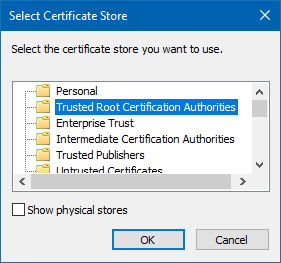 Select Certificate Store
Select the certificate store you want to use.
Personal
Trusted Root Certification Authorities
Enterprise Trust
Intermediate Certification Authorities
Trusted Publishers
Untrusted Certificates
Show physical stores
OK
Cancel